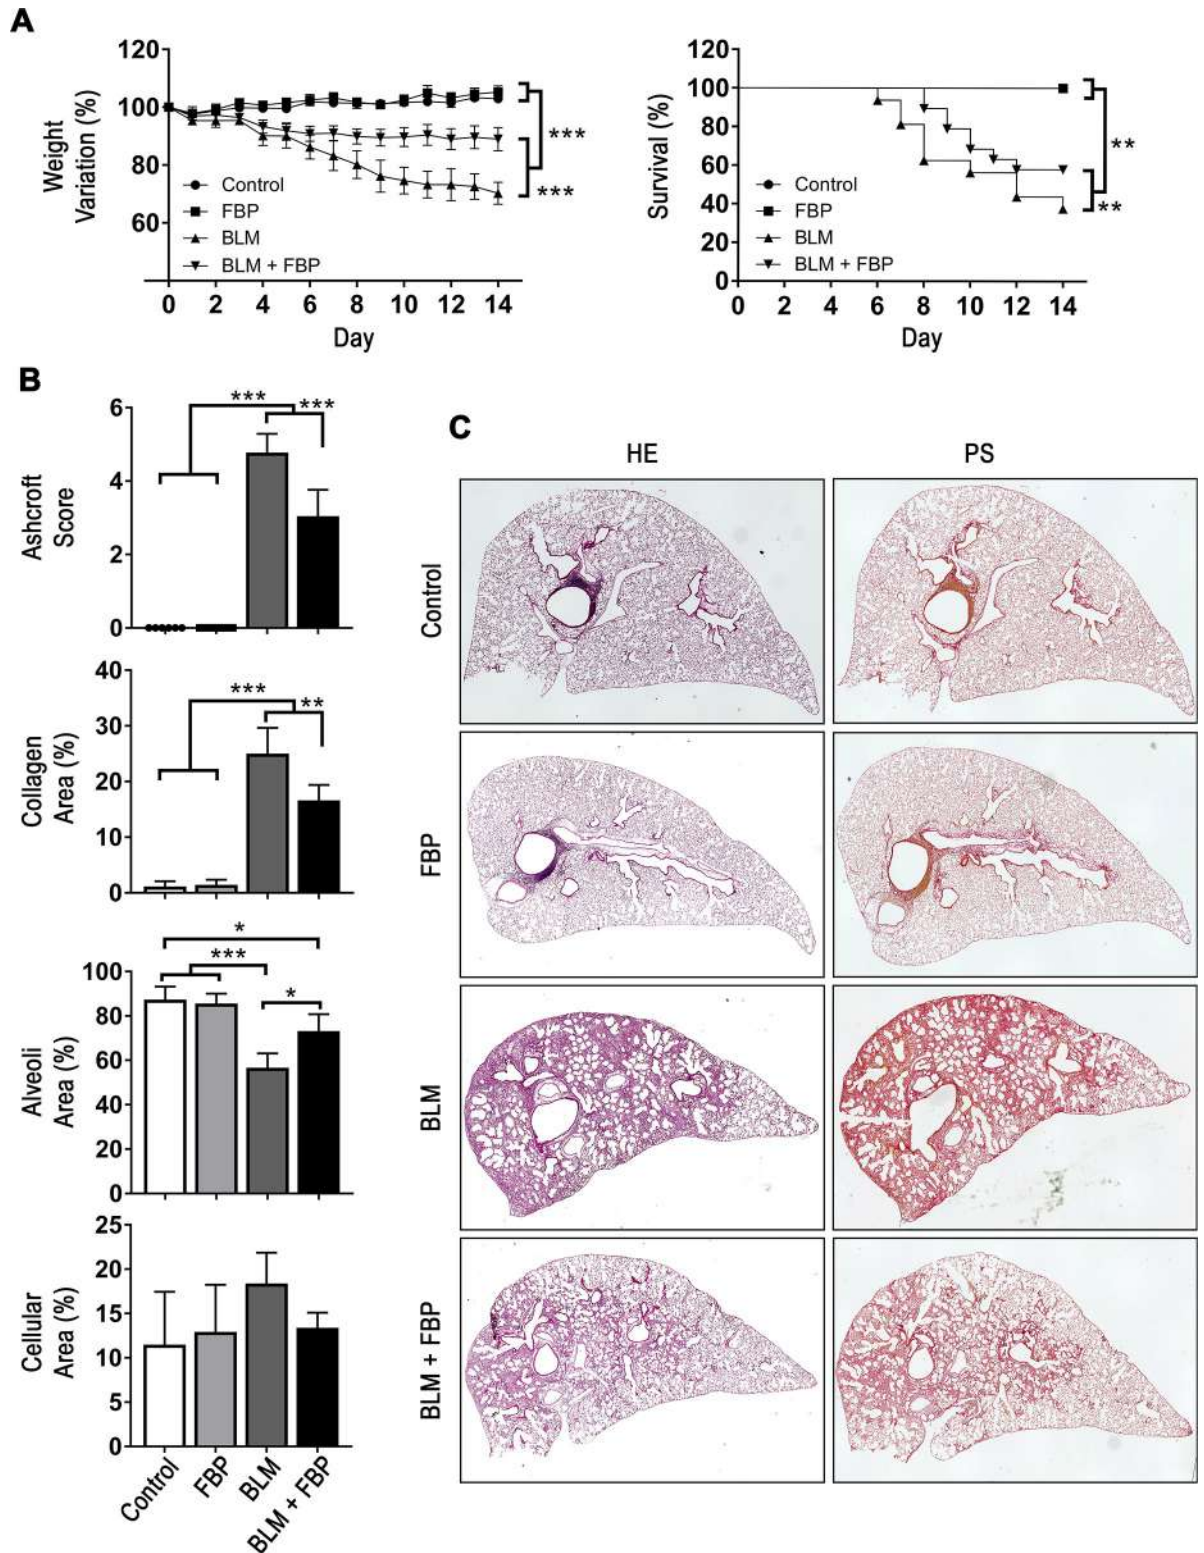 A
120
100
80
60
Weight
Variation (%)
Control
FBP
BLM
BLM + FBP
***
***
0 2 4 6 8 10 12 14
Day
120
100
80
60
40
20
0
Survival (%)
Control
FBP
BLM
BLM + FBP
**
**
0 2 4 6 8 10 12 14
Day
B
6
4
2
0
Ashcroft
Score
***
***
40
30
20
10
0
Collagen
Area (%)
***
**
100
80
60
40
20
0
Alveoli
Area (%)
*
***
*
25
20
15
10
5
0
Cellular
Area (%)
Control FBP BLM BLM + FBP
C
HE PS
Control
FBP
BLM
BLM + FBP